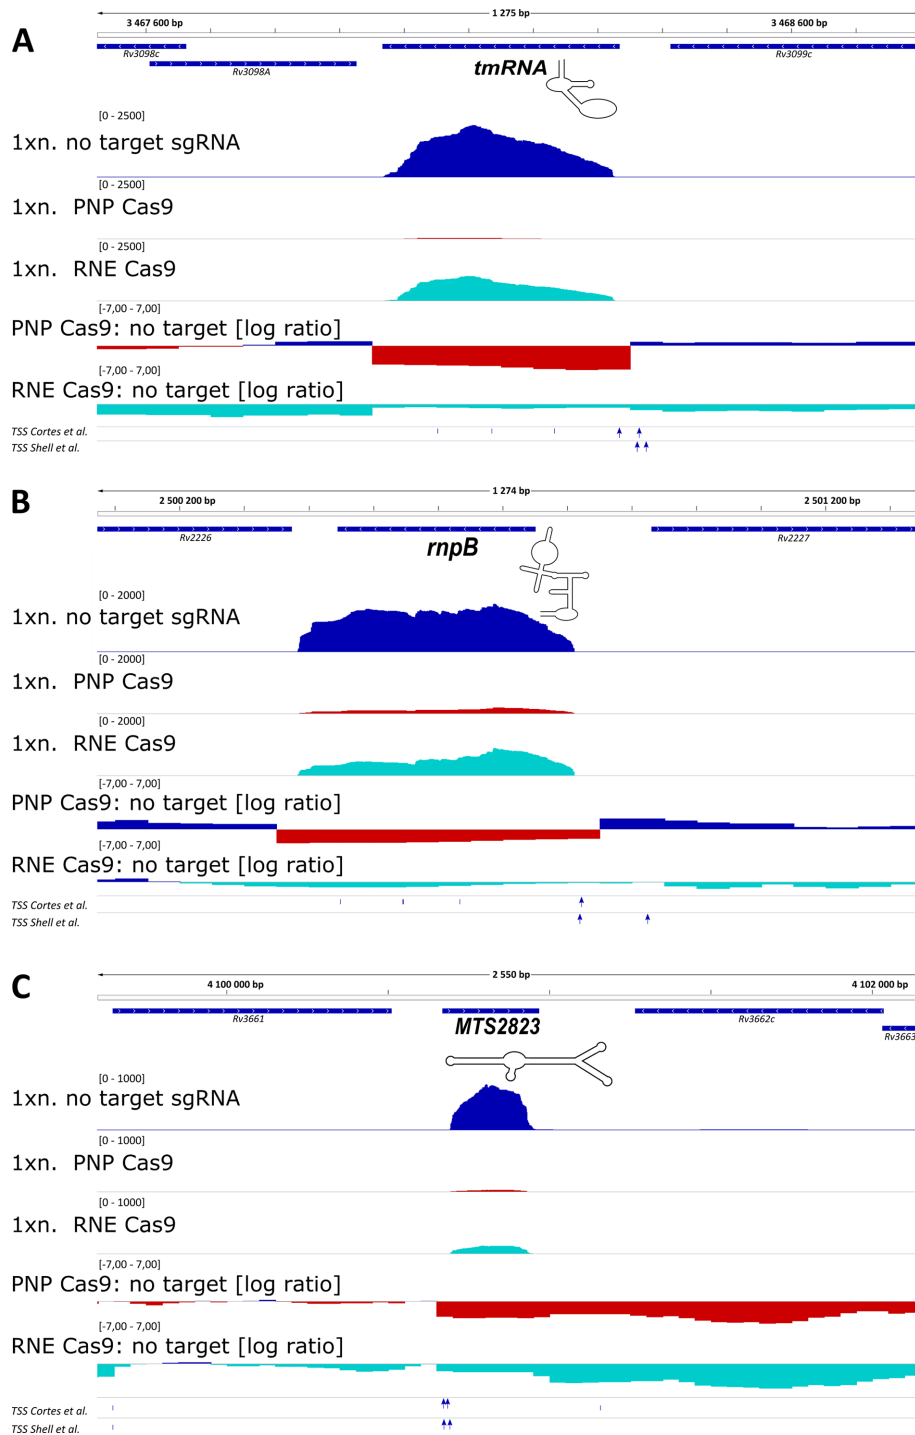 A
1 275 bp
3 467 600 bp
3 468 600 bp
Rv3098c
Rv3099c
Rv3098A
tmRNA
[0 - 2500]
1xn. no target sgRNA
[0 - 2500]
1xn. PNP Cas9
[0 - 2500]
1xn. RNE Cas9
[-7,00 - 7,00]
PNP Cas9: no target [log ratio]
[-7,00 - 7,00]
RNE Cas9: no target [log ratio]
TSS Cortes et al.
TSS Shell et al.
B
1 274 bp
2 500 200 bp
2 501 200 bp
Rv2226
Rv2227
rnpB
[0 - 2000]
1xn. no target sgRNA
[0 - 2000]
1xn. PNP Cas9
[0 - 2000]
1xn. RNE Cas9
[-7,00 - 7,00]
PNP Cas9: no target [log ratio]
[-7,00 - 7,00]
RNE Cas9: no target [log ratio]
TSS Cortes et al.
TSS Shell et al.
C
2 550 bp
4 100 000 bp
4 102 000 bp
Rv3661
Rv3662c
MTS2823
Rv3663
[0 - 1000]
1xn. no target sgRNA
[0 - 1000]
1xn. PNP Cas9
[0 - 1000]
1xn. RNE Cas9
[-7,00 - 7,00]
PNP Cas9: no target [log ratio]
[-7,00 - 7,00]
RNE Cas9: no target [log ratio]
TSS Cortes et al.
TSS Shell et al.